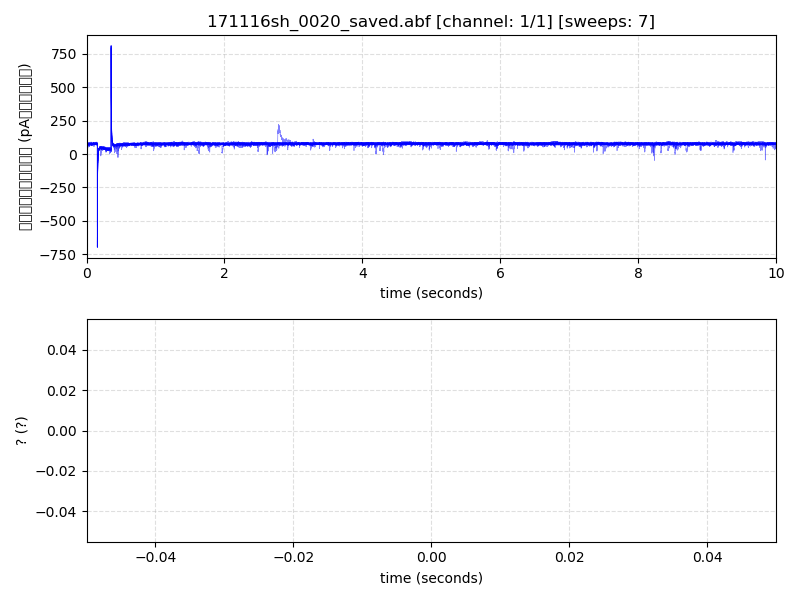 171116sh_0020_saved.abf [channel: 1/1] [sweeps: 7]
750
500
250
0
−250
−500
−750
(pA
0 2 4 6 8 10
time (seconds)
0.04
0.02
0.00
−0.02
−0.04
? (?)
−0.04 −0.02 0.00 0.02 0.04
time (seconds)